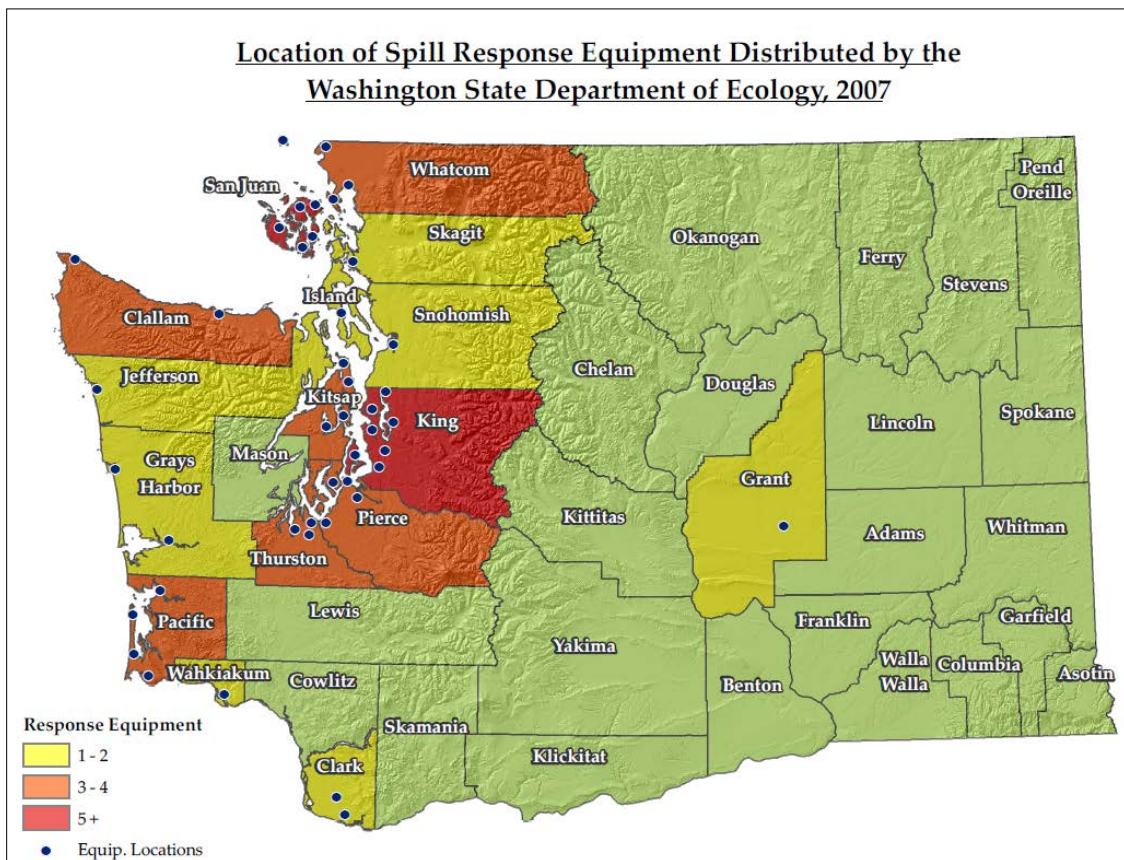 Location of Spill Response Equipment Distributed by the
Washington State Department of Ecology, 2007
Whatcom
San Juan
Skagit
Okanogan
Ferry
Stevens
Pend
Oreille
Island
Snohomish
Clallam
Jefferson
Kitsap
King
Chelan
Douglas
Lincoln
Spokane
Mason
Grays
Harbor
Grant
Pierce
Kittitas
Adams
Whitman
Thurston
Lewis
Pacific
Yakima
Franklin
Garfield
Wahkiakum
Cowlitz
Skamania
Benton
Walla
Walla
Columbia
Asotin
Klickitat
Clark
Response Equipment
1 - 2
3 - 4
5 +
Equip. Locations